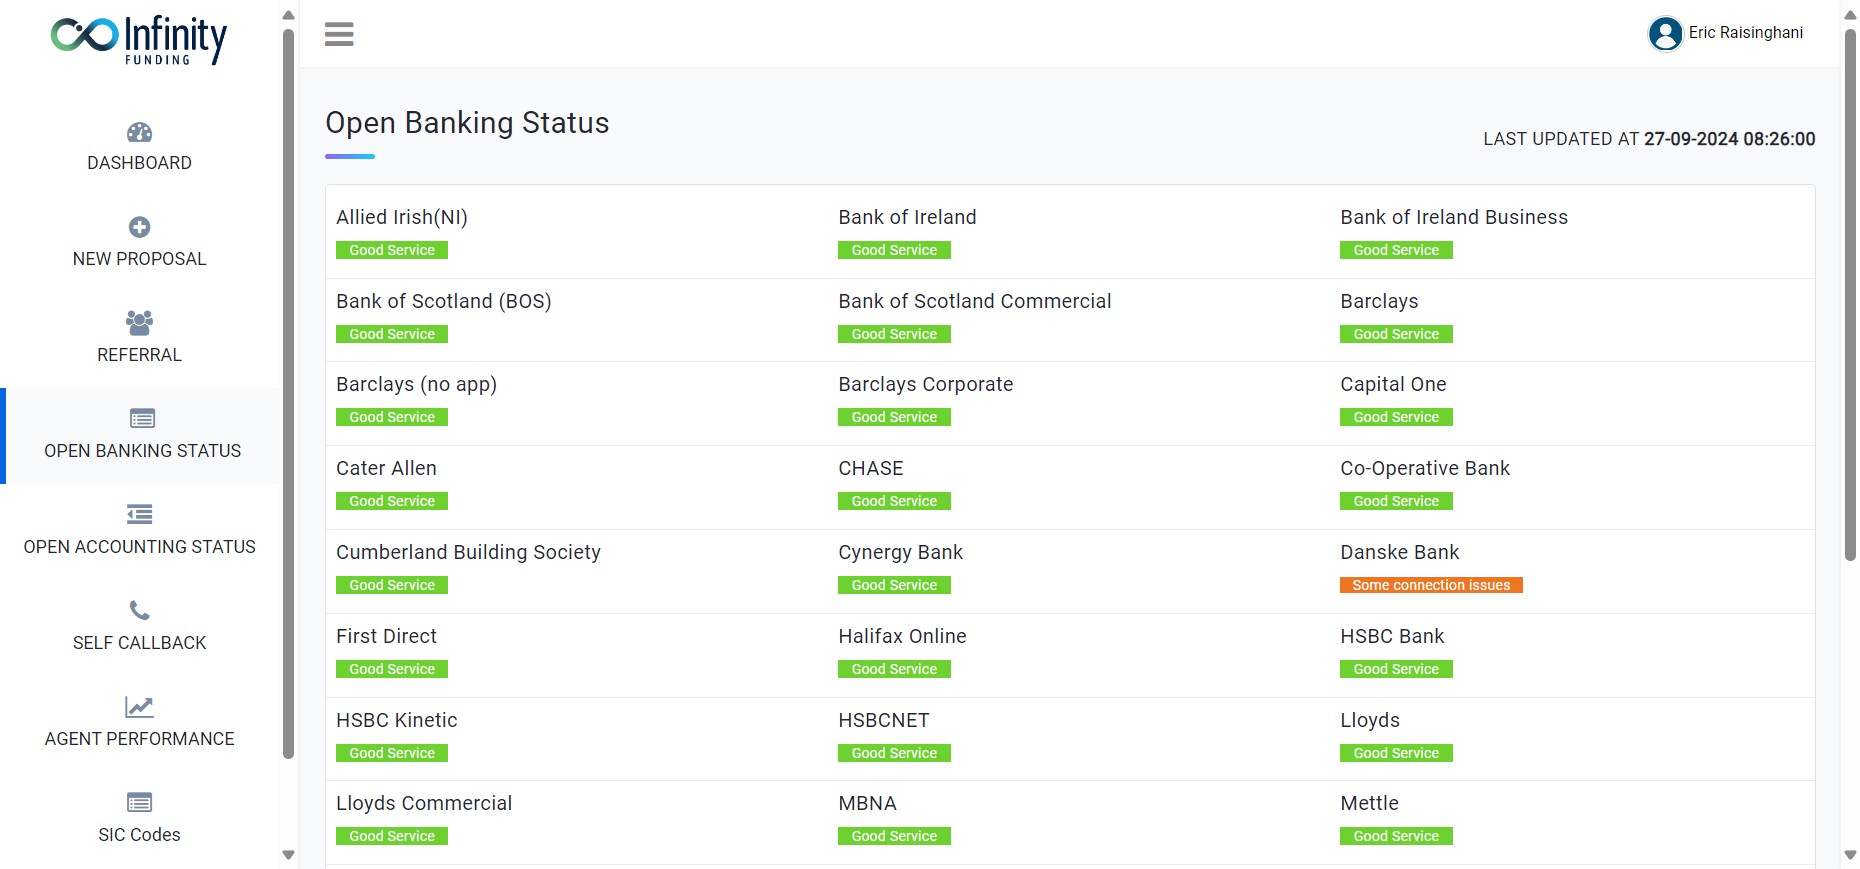 Infinity
FUNDING
Eric Raisinghani
DASHBOARD
NEW PROPOSAL
REFERRAL
OPEN BANKING STATUS
OPEN ACCOUNTING STATUS
SELF CALLBACK
AGENT PERFORMANCE
SIC Codes
Open Banking Status
LAST UPDATED AT 27-09-2024 08:26:00
Allied Irish(NI) Bank of Ireland Bank of Ireland Business
Good Service Good Service Good Service
Bank of Scotland (BOS) Bank of Scotland Commercial Barclays
Good Service Good Service Good Service
Barclays (no app) Barclays Corporate Capital One
Good Service Good Service Good Service
Cater Allen CHASE Co-Operative Bank
Good Service Good Service Good Service
Cumberland Building Society Cynergy Bank Danske Bank
Good Service Good Service Some connection issues
First Direct Halifax Online HSBC Bank
Good Service Good Service Good Service
HSBC Kinetic HSBCNET Lloyds
Good Service Good Service Good Service
Lloyds Commercial MBNA Mettle
Good Service Good Service Good Service